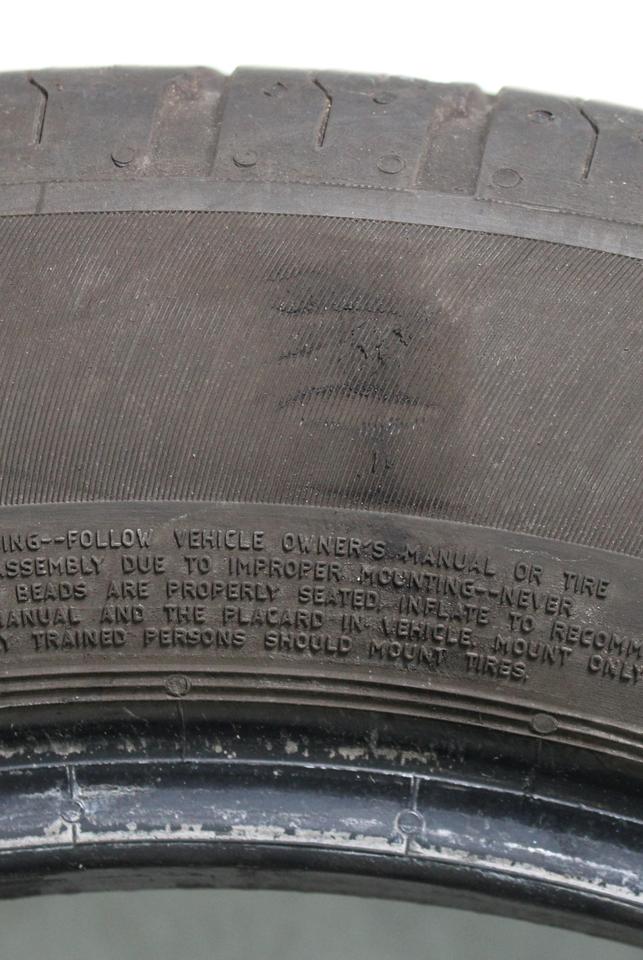 ING--FOLLOW VEHICLE OWNER'S MANUAL OR TIRE
ASSEMBLY DUE TO IMPROPER MOUNTING--NEVER
BEADS ARE PROPERLY SEATED. INFLATE TO RECOMM
MANUAL AND THE PLACARD IN VEHICLE. MOUNT ONLY
Y TRAINED PERSONS SHOULD MOUNT TIRES.